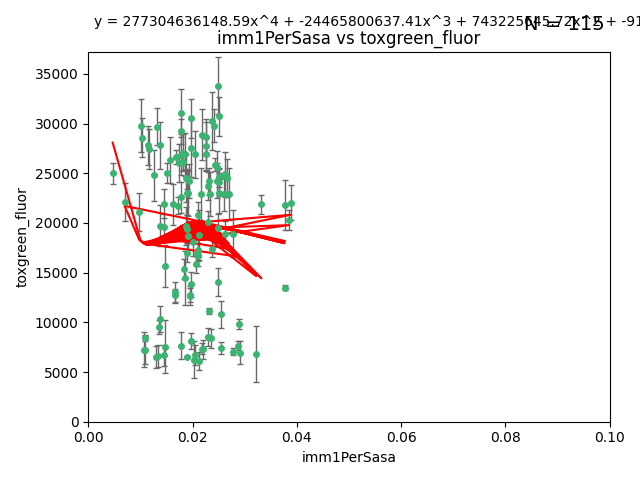 y = 277304636148.59x^4 + -24465800637.41x^3 + 743225645.72x^2 + -91
N = 115
imm1PerSasa vs toxgreen_fluor
35000
30000
25000
20000
15000
10000
5000
0
toxgreen_fluor
0.00 0.02 0.04 0.06 0.08 0.10
imm1PerSasa